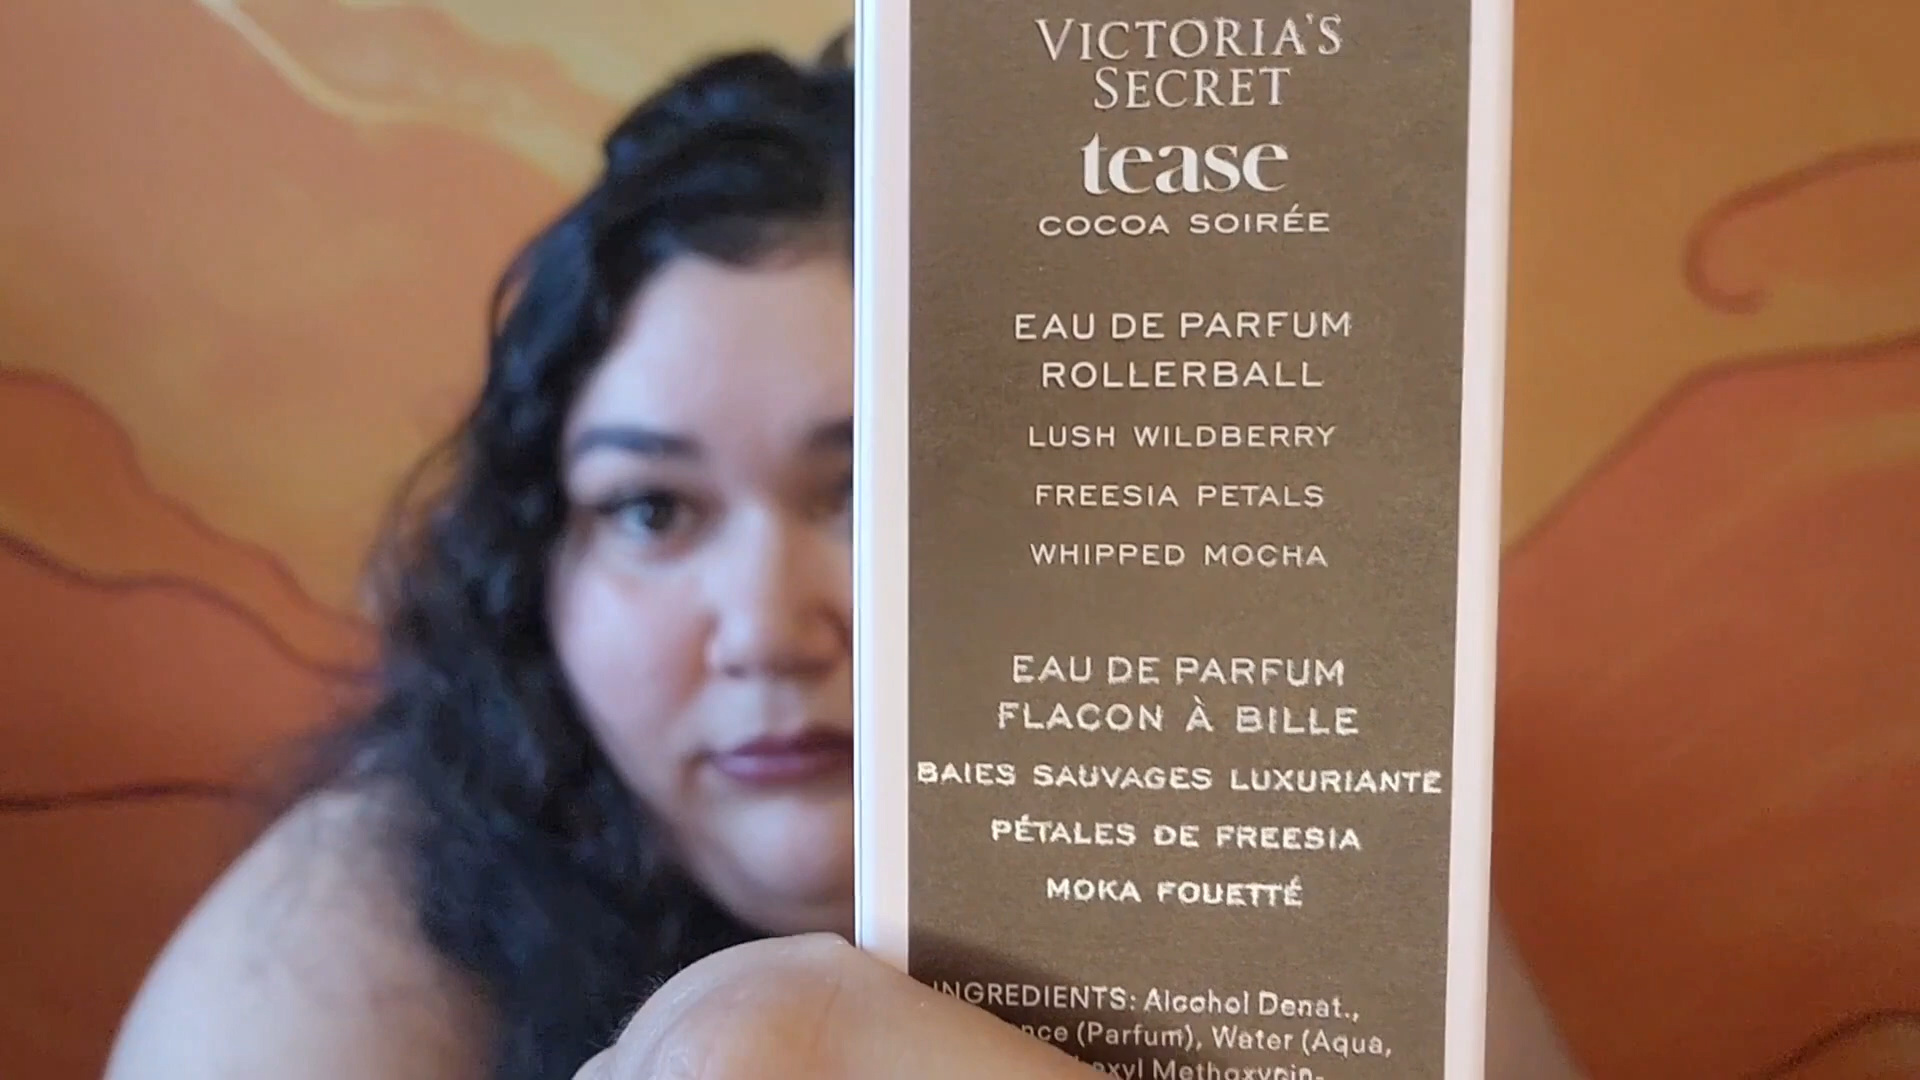 VICTORIA'S
SECRET
tease
COCOA SOIRÉE
EAU DE PARFUM
ROLLERBALL
LUSH WILDBERRY
FREESIA PETALS
WHIPPED MOCHA
EAU DE PARFUM
FLACON À BILLE
BAIES SAUVAGES LUXURIANTE
PÉTALES DE FREESIA
MOKA FOUETTÉ
INGREDIENTS: Alcohol Denat.,
(Parfum), Water (Aqua,